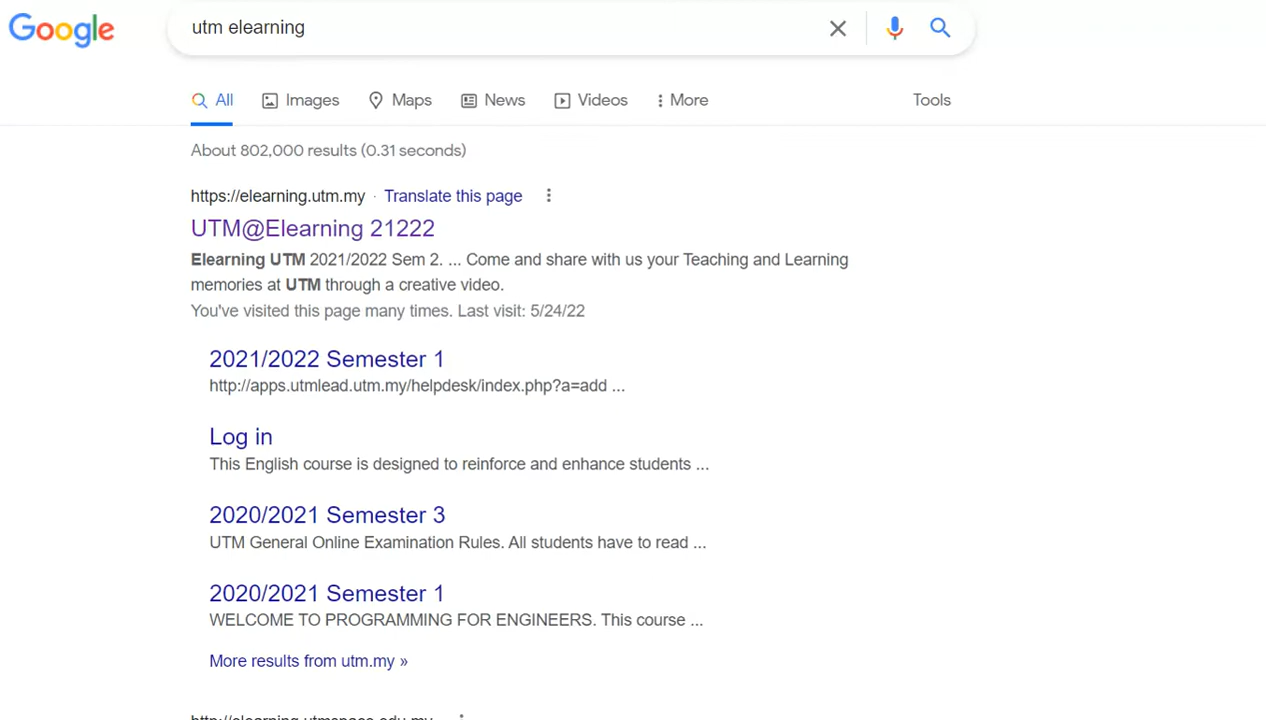 Google
utm elearning
All Images Maps News Videos More Tools
About 802,000 results (0.31 seconds)
https://elearning.utm.my · Translate this page
UTM@Elearning 21222
Elearning UTM 2021/2022 Sem 2. ... Come and share with us your Teaching and Learning
memories at UTM through a creative video.
You've visited this page many times. Last visit: 5/24/22
2021/2022 Semester 1
http://apps.utmlead.utm.my/helpdesk/index.php?a=add ...
Log in
This English course is designed to reinforce and enhance students ...
2020/2021 Semester 3
UTM General Online Examination Rules. All students have to read ...
2020/2021 Semester 1
WELCOME TO PROGRAMMING FOR ENGINEERS. This course ...
More results from utm.my »
http://elearning.utmspace.edu.my